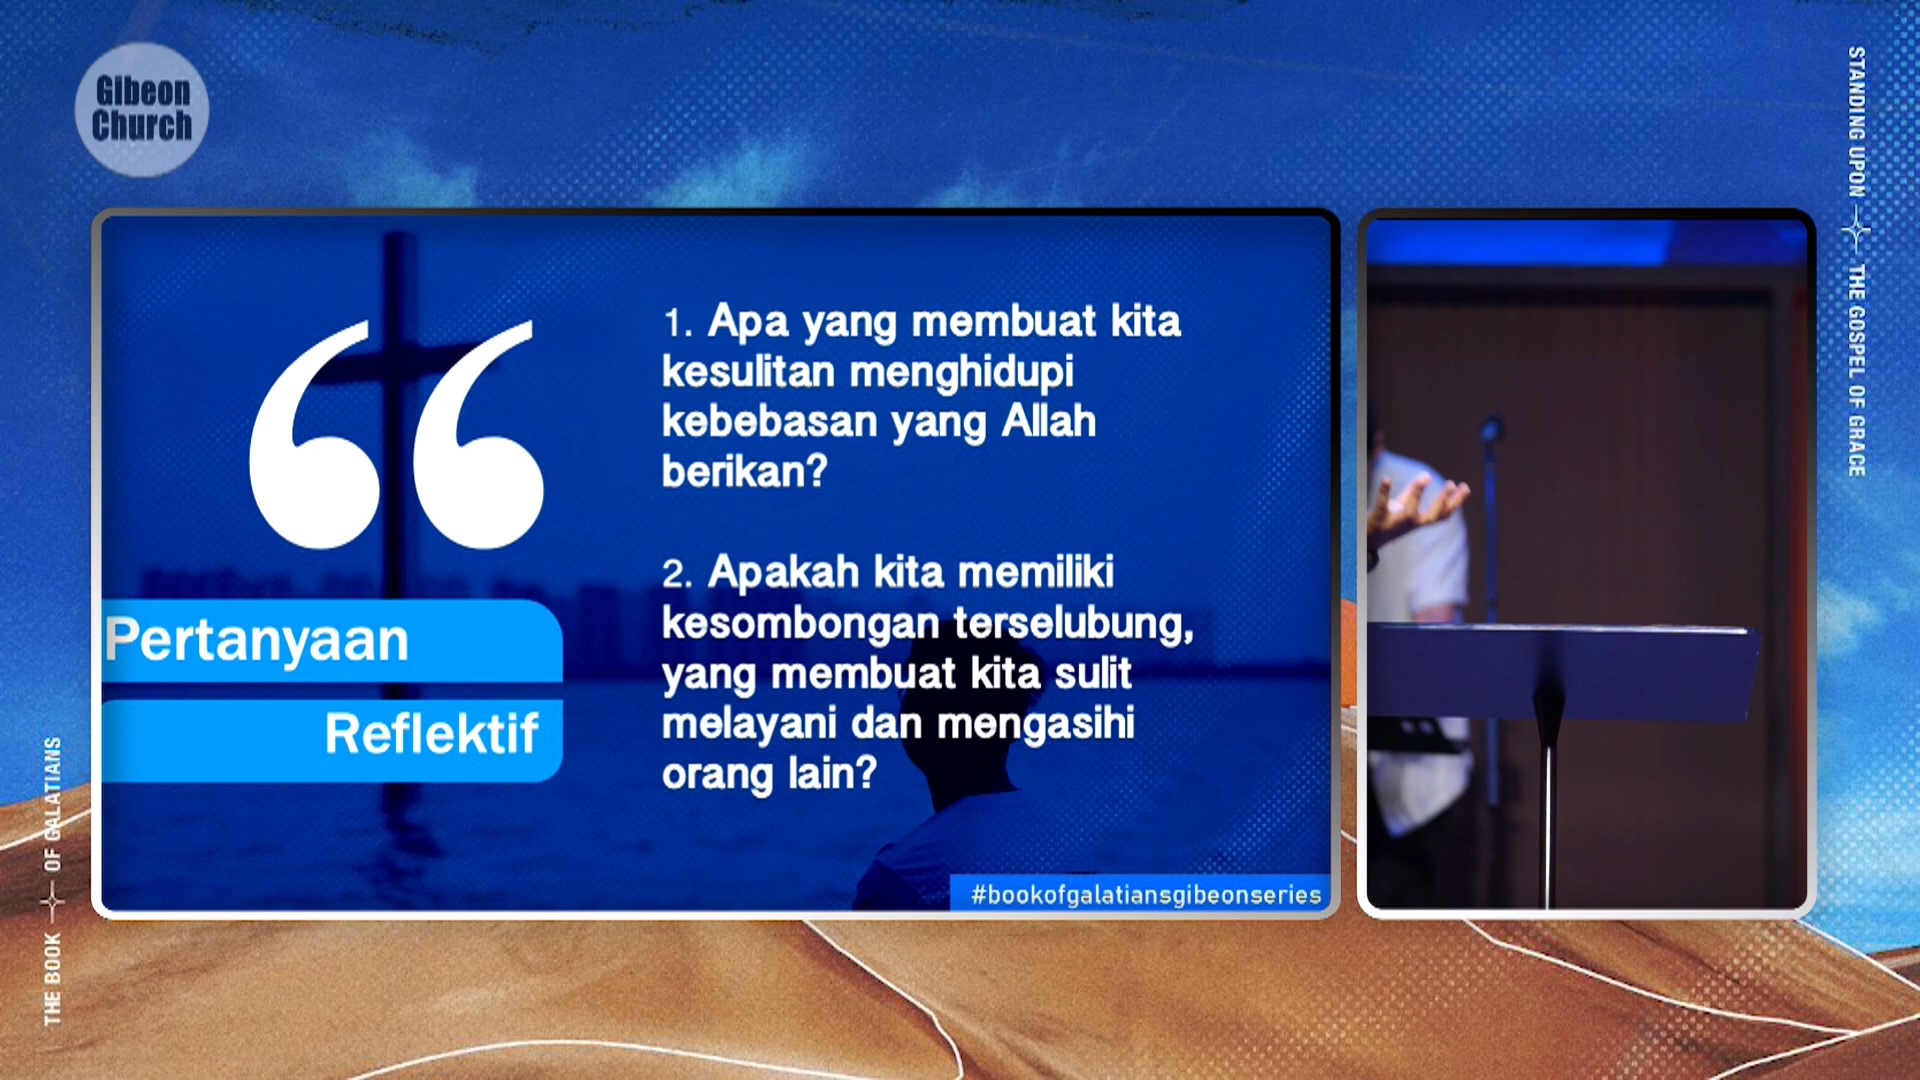 Gibeon
Church
STANDING UPON
THE GOSPEL OF GRACE
1. Apa yang membuat kita
kesulitan menghidupi
kebebasan yang Allah
berikan?
2. Apakah kita memiliki
kesombongan terselubung,
yang membuat kita sulit
melayani dan mengasihi
orang lain?
“
Pertanyaan
Reflektif
#bookofgalatiansgibeonseries
THE BOOK
OF GALATIANS